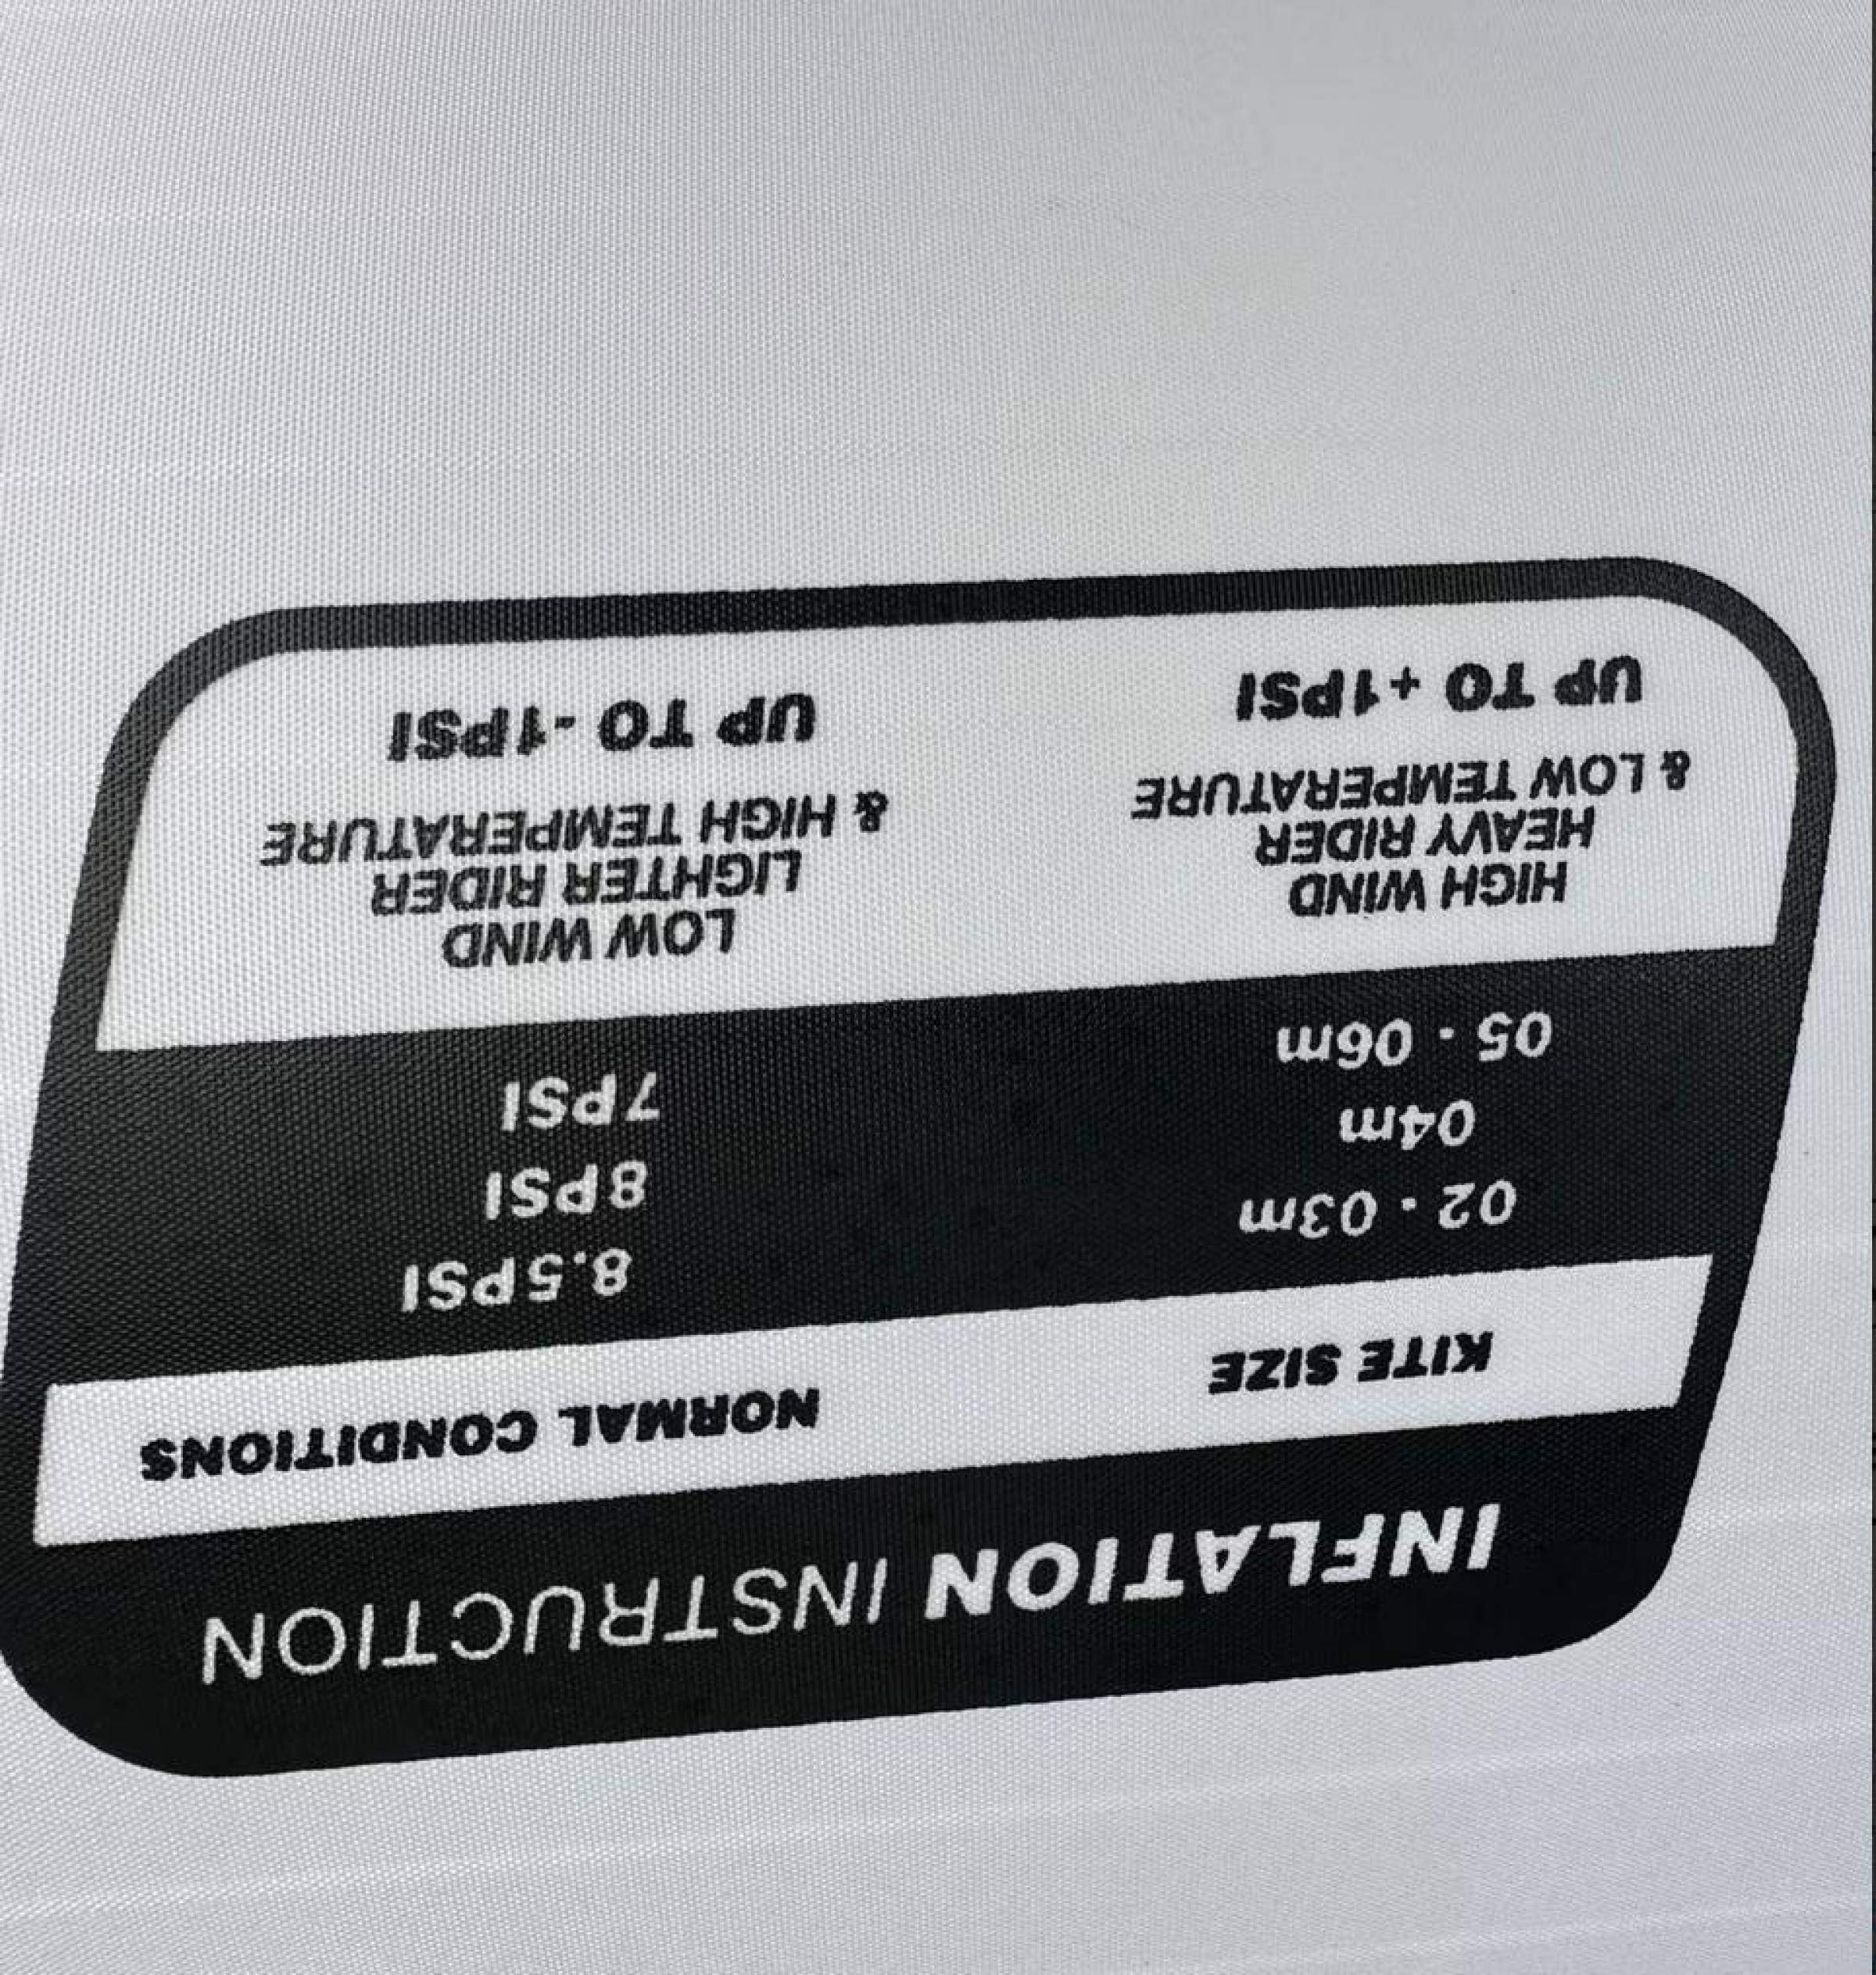 INFLATION INSTRUCTION
KITE SIZE NORMAL CONDITIONS
02 - 03m 8.5PSI
04m 8PSI
05 - 06m 7PSI
HIGH WIND
HEAVY RIDER
& LOW TEMPERATURE
UP TO +1PSI
LOW WIND
LIGHTER RIDER
& HIGH TEMPERATURE
UP TO -1PSI